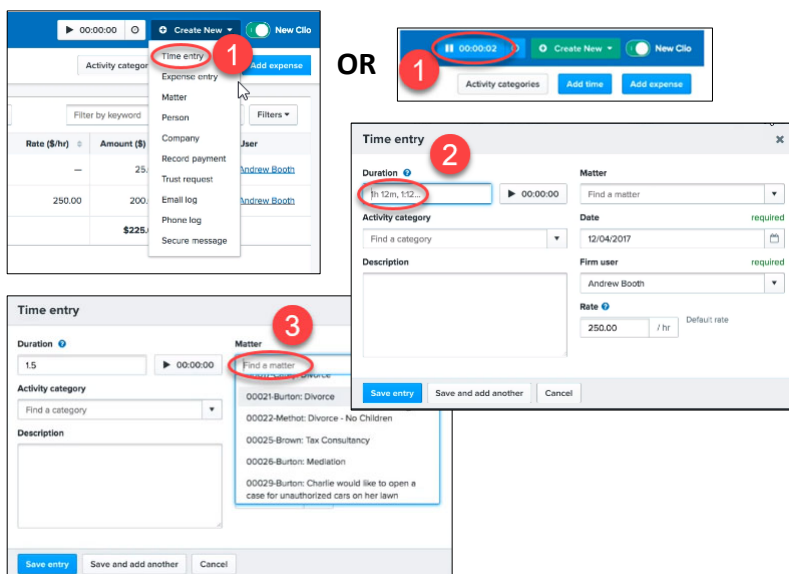 00:00:00 Create New New Clio
Time entry 1
Activity categor Add expense
Expense entry
Matter
Filter by keyword Filters
Person
Rate ($/hr) Amount ($) User
Company
Record payment
— 25. Andrew Booth
Trust request
250.00 200. Email log Andrew Booth
Phone log
$225.
Secure message
OR
1
00:00:02 Create New New Clio
Activity categories Add time Add expense
Time entry
2
Duration Matter
1h 12m, 1:12... 00:00:00 Find a matter
Activity category Date required
Find a category 12/04/2017
Description Firm user required
Andrew Booth
Rate
250.00 / hr Default rate
Save entry Save and add another Cancel
Time entry
3
Duration Matter
1.5 00:00:00 Find a matter
Activity category
00021-Burton: Divorce
Find a category
00022-Methot: Divorce - No Children
Description
00025-Brown: Tax Consultancy
00026-Burton: Mediation
00029-Burton: Charlie would like to open a
case for unauthorized cars on her lawn
Save entry Save and add another Cancel